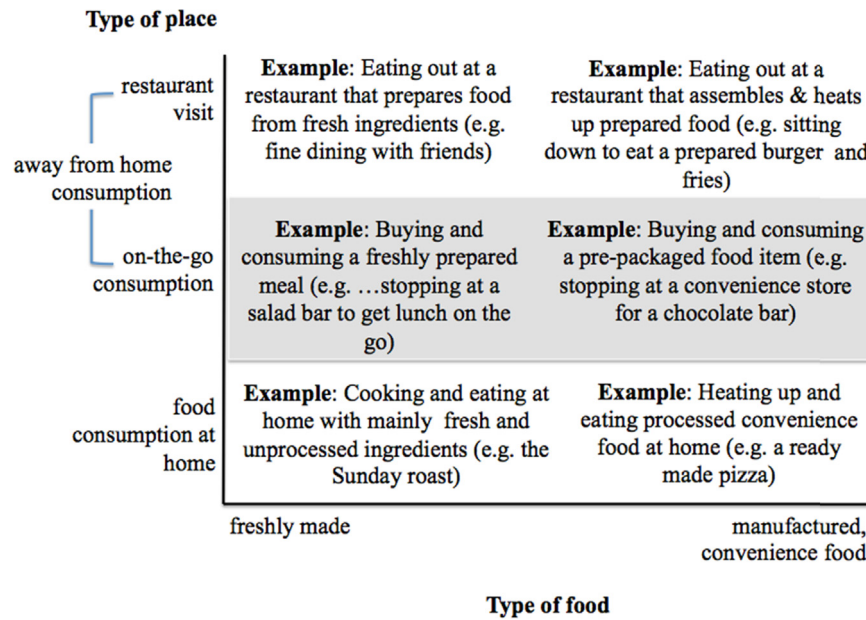 Type of place
restaurant
visit
away from home
consumption
on-the-go
consumption
food
consumption at
home
Example: Eating out at a
restaurant that prepares food
from fresh ingredients (e.g.
fine dining with friends)
Example: Eating out at a
restaurant that assembles & heats
up prepared food (e.g. sitting
down to eat a prepared burger and
fries)
Example: Buying and
consuming a freshly prepared
meal (e.g. …stopping at a
salad bar to get lunch on the
go)
Example: Buying and consuming
a pre-packaged food item (e.g.
stopping at a convenience store
for a chocolate bar)
Example: Cooking and eating at
home with mainly fresh and
unprocessed ingredients (e.g. the
Sunday roast)
Example: Heating up and
eating processed convenience
food at home (e.g. a ready
made pizza)
freshly made
manufactured,
convenience food
Type of food